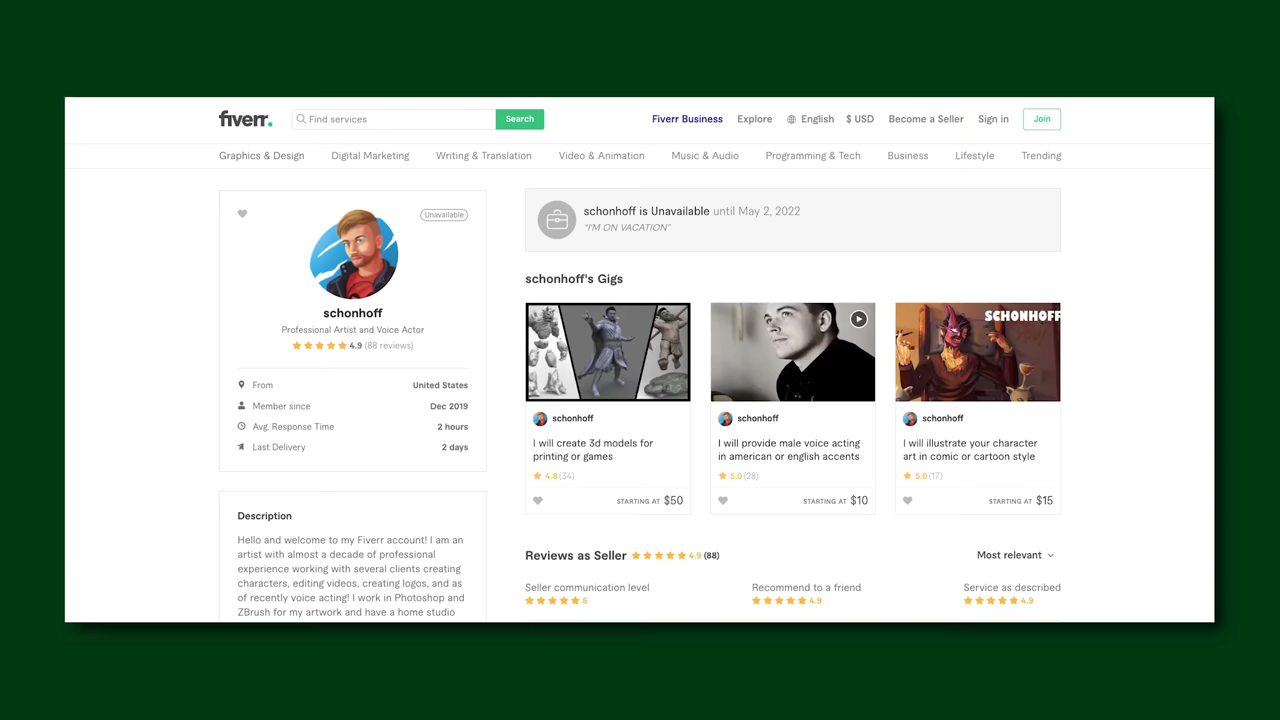 fiverr.
Find services
Search
Fiverr Business
Explore
English
$ USD
Become a Seller
Sign in
Join
Graphics & Design
Digital Marketing
Writing & Translation
Video & Animation
Music & Audio
Programming & Tech
Business
Lifestyle
Trending
Unavailable
schonhoff
Professional Artist and Voice Actor
4.9 (88 reviews)
From United States
Member since Dec 2019
Avg. Response Time 2 hours
Last Delivery 2 days
Description
Hello and welcome to my Fiverr account! I am an
artist with almost a decade of professional
experience working with several clients creating
characters, editing videos, creating logos, and as
of recently voice acting! I work in Photoshop and
ZBrush for my artwork and have a home studio
schonhoff is Unavailable until May 2, 2022
"I'M ON VACATION"
schonhoff's Gigs
schonhoff
I will create 3d models for
printing or games
4.8 (34)
STARTING AT $50
schonhoff
I will provide male voice acting
in american or english accents
5.0 (28)
STARTING AT $10
SCHONHOFF
schonhoff
I will illustrate your character
art in comic or cartoon style
5.0 (17)
STARTING AT $15
Reviews as Seller 4.9 (88)
Most relevant
Seller communication level
5
Recommend to a friend
4.9
Service as described
4.9